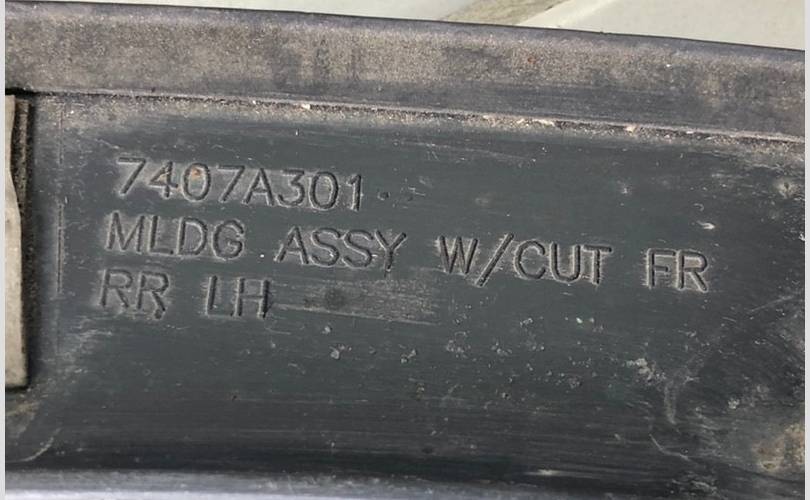 7407A301
MLDG ASSY W/CUT FR
RR LH